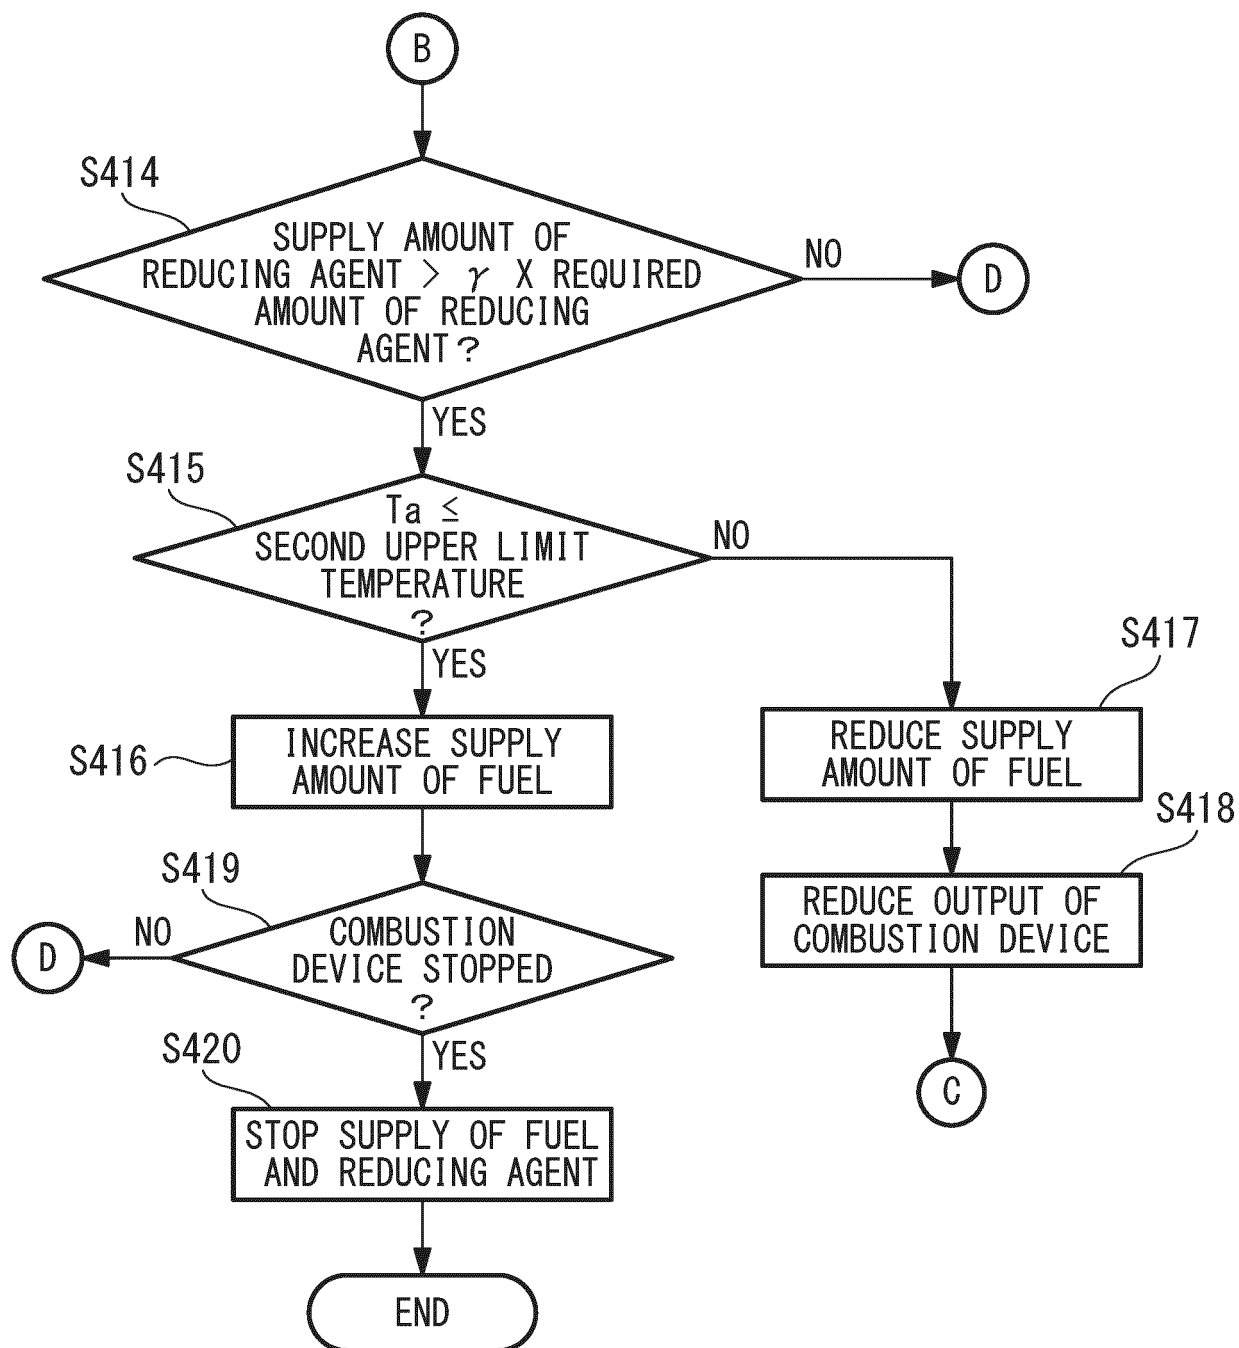 B
S414
SUPPLY AMOUNT OF
REDUCING AGENT > γ X REQUIRED
AMOUNT OF REDUCING
AGENT?
NO
D
YES
S415
Ta ≤
SECOND UPPER LIMIT
TEMPERATURE
?
NO
YES
S416
INCREASE SUPPLY
AMOUNT OF FUEL
S417
REDUCE SUPPLY
AMOUNT OF FUEL
S418
REDUCE OUTPUT OF
COMBUSTION DEVICE
C
S419
COMBUSTION
DEVICE STOPPED
?
NO
D
YES
S420
STOP SUPPLY OF FUEL
AND REDUCING AGENT
END